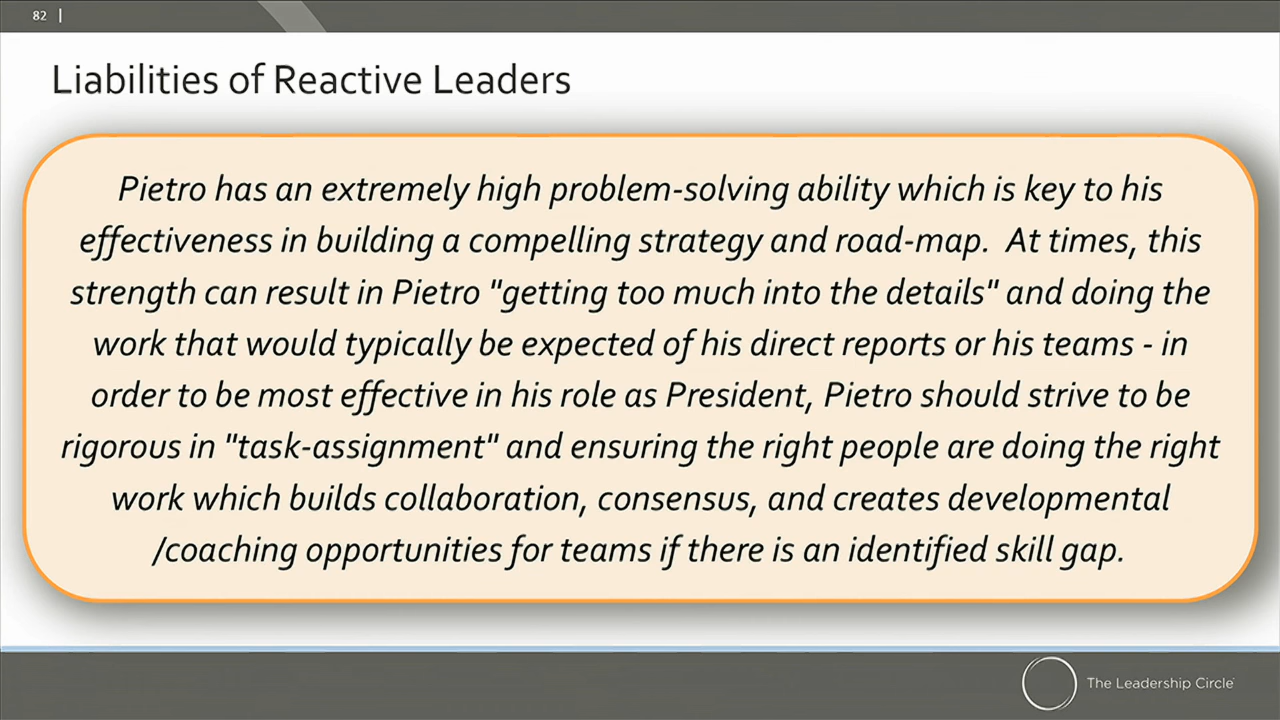 82 |
Liabilities of Reactive Leaders
Pietro has an extremely high problem-solving ability which is key to his
effectiveness in building a compelling strategy and road-map.  At times, this
strength can result in Pietro "getting too much into the details" and doing the
work that would typically be expected of his direct reports or his teams - in
order to be most effective in his role as President, Pietro should strive to be
rigorous in "task-assignment" and ensuring the right people are doing the right
work which builds collaboration, consensus, and creates developmental
/coaching opportunities for teams if there is an identified skill gap.
The Leadership Circle